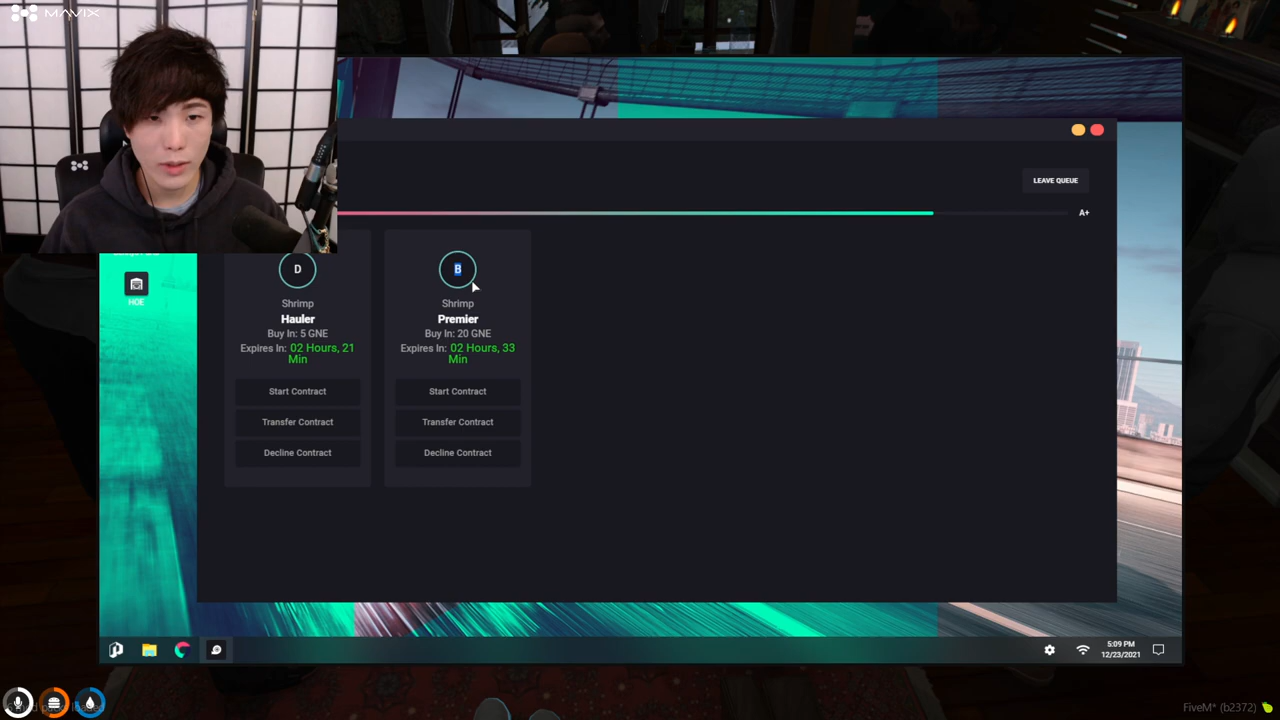 MAVIX
LEAVE QUEUE
A+
D
Shrimp
Hauler
Buy In: 5 GNE
Expires In: 02 Hours, 21
Min
Start Contract
Transfer Contract
Decline Contract
B
Shrimp
Premier
Buy In: 20 GNE
Expires In: 02 Hours, 33
Min
Start Contract
Transfer Contract
Decline Contract
HOE
5:09 PM
12/23/2021
FiveM* (b2372)